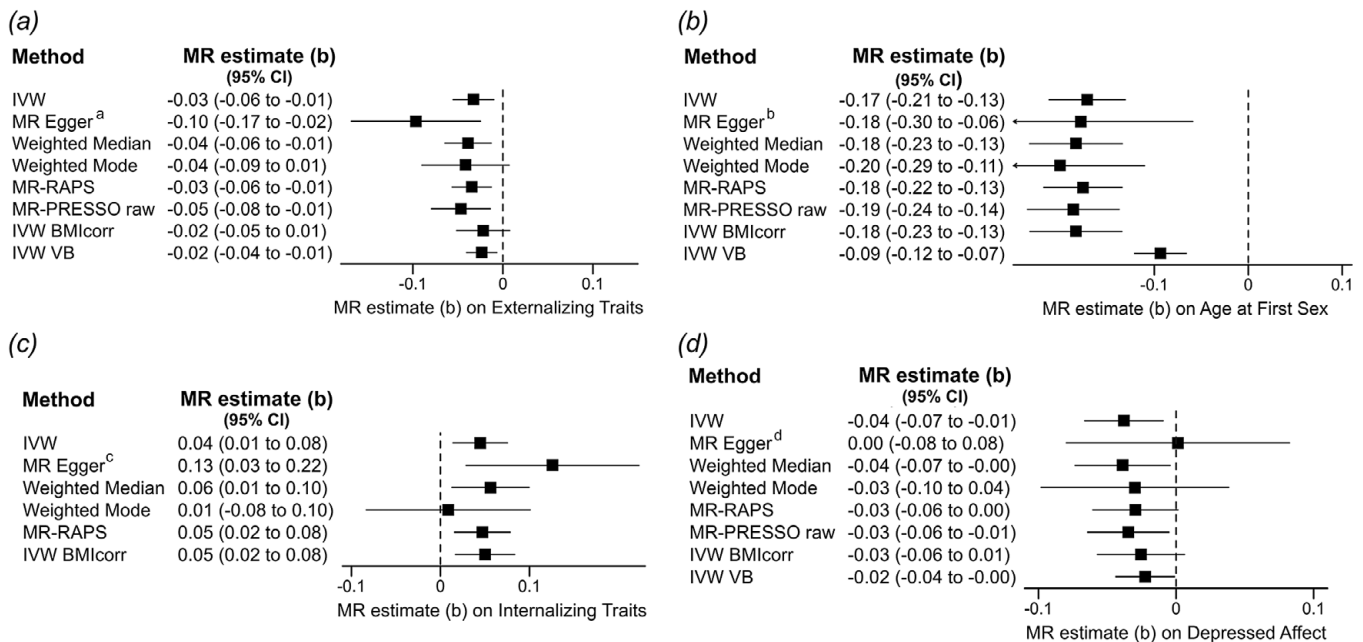 (a)
Method MR estimate (b)
(95% CI)
IVW -0.03 (-0.06 to -0.01)
MR Egger a -0.10 (-0.17 to -0.02)
Weighted Median -0.04 (-0.06 to -0.01)
Weighted Mode -0.04 (-0.09 to 0.01)
MR-RAPS -0.03 (-0.06 to -0.01)
MR-PRESSO raw -0.05 (-0.08 to -0.01)
IVW BMIcorr -0.02 (-0.05 to 0.01)
IVW VB -0.02 (-0.04 to -0.01)
-0.1 0 0.1
MR estimate (b) on Externalizing Traits
(b)
Method MR estimate (b)
(95% CI)
IVW -0.17 (-0.21 to -0.13)
MR Egger b -0.18 (-0.30 to -0.06)
Weighted Median -0.18 (-0.23 to -0.13)
Weighted Mode -0.20 (-0.29 to -0.11)
MR-RAPS -0.18 (-0.22 to -0.13)
MR-PRESSO raw -0.19 (-0.24 to -0.14)
IVW BMIcorr -0.18 (-0.23 to -0.13)
IVW VB -0.09 (-0.12 to -0.07)
-0.1 0 0.1
MR estimate (b) on Age at First Sex
(c)
Method MR estimate (b)
(95% CI)
IVW 0.04 (0.01 to 0.08)
MR Egger c 0.13 (0.03 to 0.22)
Weighted Median 0.06 (0.01 to 0.10)
Weighted Mode 0.01 (-0.08 to 0.10)
MR-RAPS 0.05 (0.02 to 0.08)
IVW BMIcorr 0.05 (0.02 to 0.08)
-0.1 0 0.1
MR estimate (b) on Internalizing Traits
(d)
Method MR estimate (b)
(95% CI)
IVW -0.04 (-0.07 to -0.01)
MR Egger d 0.00 (-0.08 to 0.08)
Weighted Median -0.04 (-0.07 to -0.00)
Weighted Mode -0.03 (-0.10 to 0.04)
MR-RAPS -0.03 (-0.06 to 0.00)
MR-PRESSO raw -0.03 (-0.06 to -0.01)
IVW BMIcorr -0.03 (-0.06 to 0.01)
IVW VB -0.02 (-0.04 to -0.00)
-0.1 0 0.1
MR estimate (b) on Depressed Affect